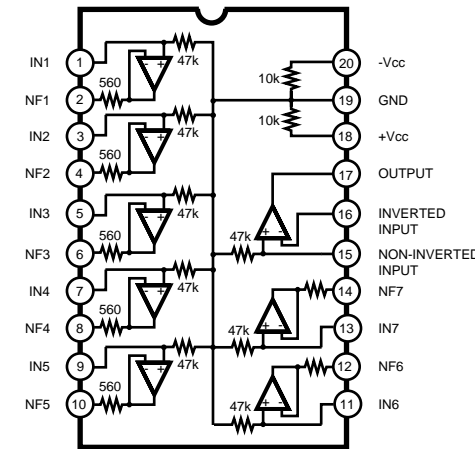 IN1 1 47k 20 -Vcc
560 10k
NF1 2 19 GND
IN2 3 47k 10k 18 +Vcc
560
NF2 4 17 OUTPUT
IN3 5 47k 16 INVERTED INPUT
560 47k
NF3 6 15 NON-INVERTED INPUT
IN4 7 47k 14 NF7
560
NF4 8 47k 13 IN7
IN5 9 47k 12 NF6
560
NF5 10 47k 11 IN6
- +
- +
- +
- +
- +
+ -
+ -
+ -